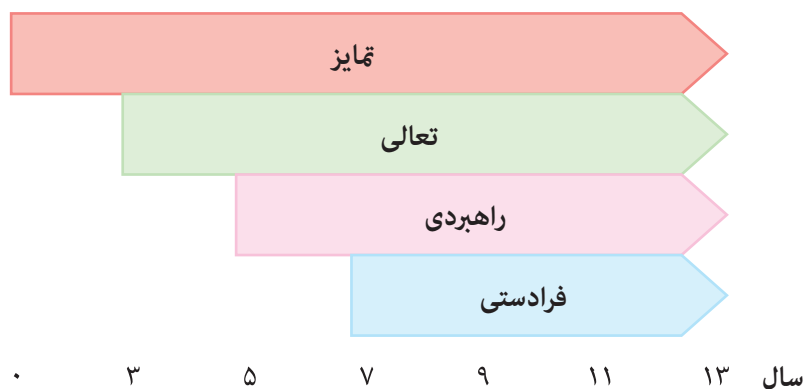 تمایز
تعالی
راهبردی
فرادستی
۰ ۳ ۵ ۷ ۹ ۱۱ ۱۳ سال